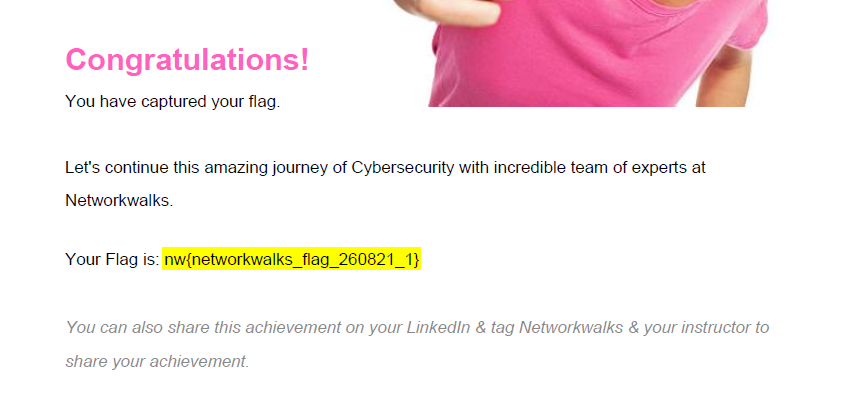 Congratulations!
You have captured your flag.
Let's continue this amazing journey of Cybersecurity with incredible team of experts at
Networkwalks.
Your Flag is: nw{networkwalks_flag_260821_1}
You can also share this achievement on your LinkedIn & tag Networkwalks & your instructor to
share your achievement.